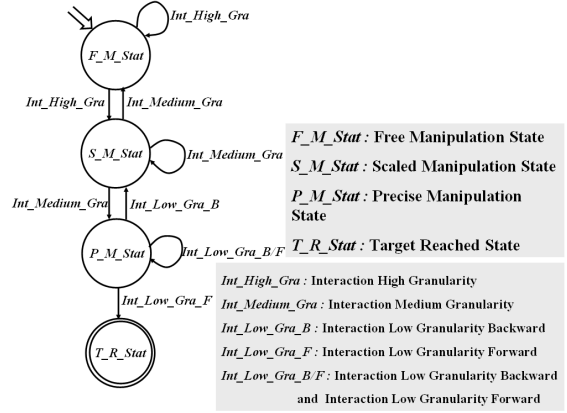 Int_High_Gra
F_M_Stat
Int_High_Gra Int_Medium_Gra
S_M_Stat
Int_Medium_Gra
Int_Medium_Gra Int_Low_Gra_B
P_M_Stat
Int_Low_Gra_B/F
Int_Low_Gra_F
T_R_Stat
F_M_Stat : Free Manipulation State
S_M_Stat : Scaled Manipulation State
P_M_Stat : Precise Manipulation
State
T_R_Stat : Target Reached State
Int_High_Gra : Interaction High Granularity
Int_Medium_Gra : Interaction Medium Granularity
Int_Low_Gra_B : Interaction Low Granularity Backward
Int_Low_Gra_F : Interaction Low Granularity Forward
Int_Low_Gra_B/F : Interaction Low Granularity Backward
and Interaction Low Granularity Forward